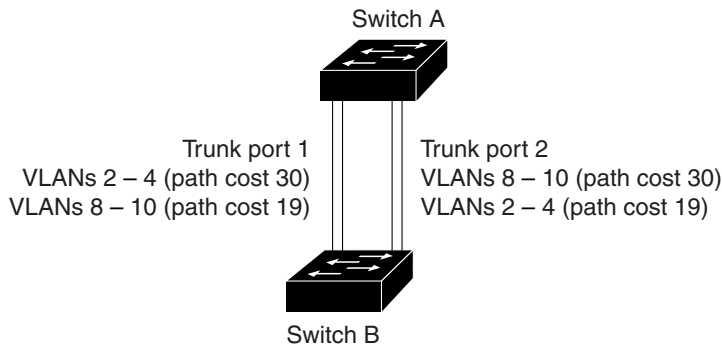 Switch A
Trunk port 1
VLANs 2 – 4 (path cost 30)
VLANs 8 – 10 (path cost 19)
Trunk port 2
VLANs 8 – 10 (path cost 30)
VLANs 2 – 4 (path cost 19)
Switch B